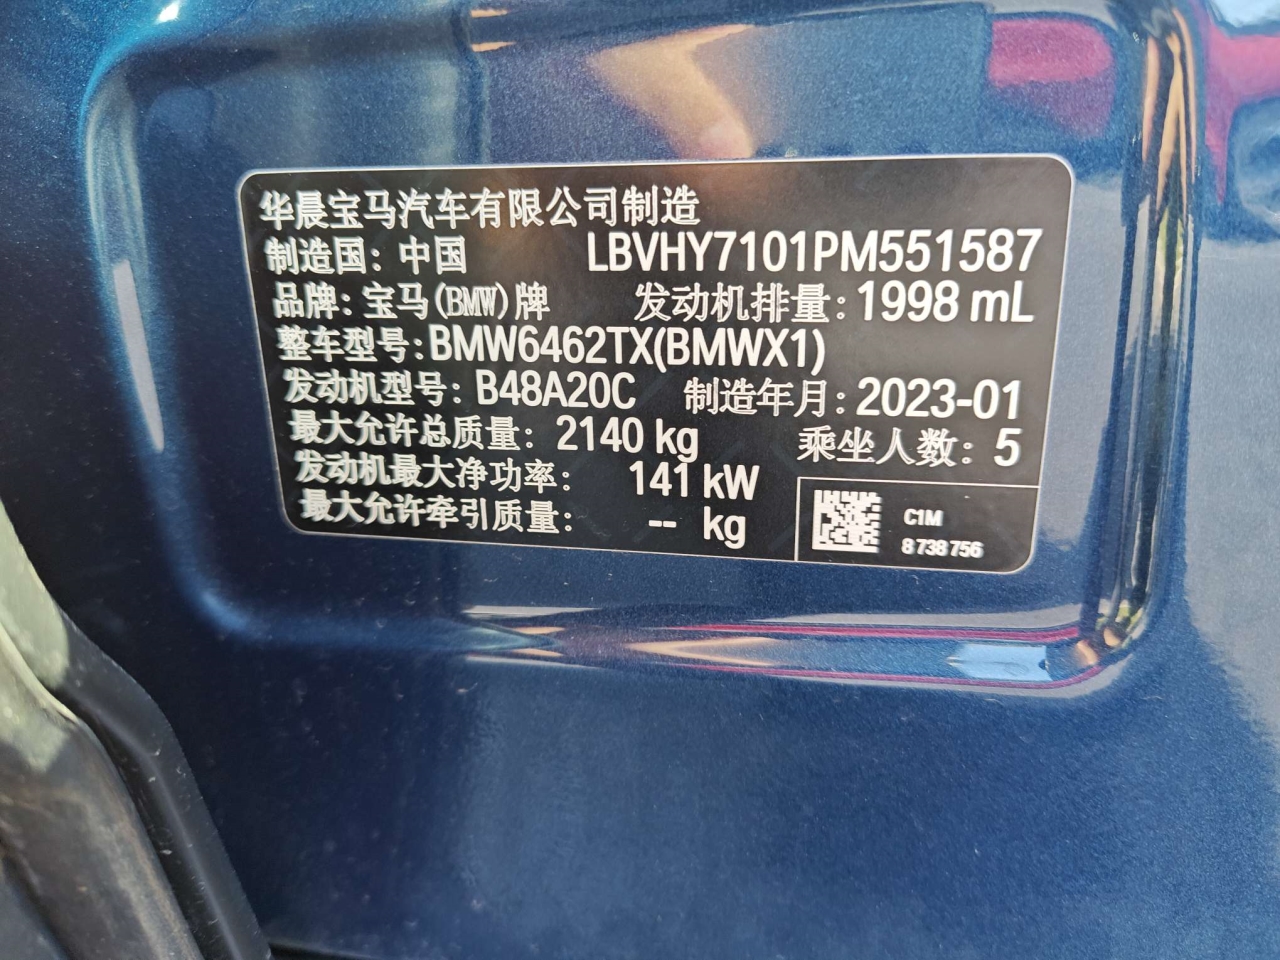 华晨宝马汽车有限公司制造
制造国：中国 LBVHY7101PM551587
品牌：宝马(BMW)牌 发动机排量：1998 mL
整车型号：BMW6462TX(BMWX1)
发动机型号：B48A20C 制造年月：2023-01
最大允许总质量：2140 kg 乘坐人数：5
发动机最大净功率：141 kW
最大允许牵引质量：-- kg
C1M
8 738 756